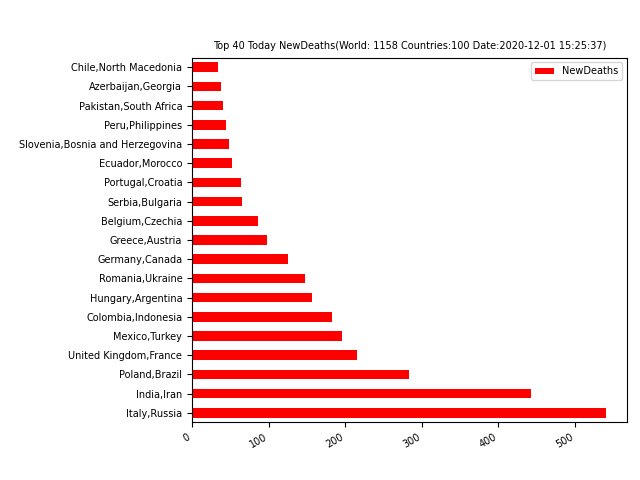 Top 40 Today NewDeaths(World: 1158 Countries:100 Date:2020-12-01 15:25:37)
NewDeaths
Chile,North Macedonia
Azerbaijan,Georgia
Pakistan,South Africa
Peru,Philippines
Slovenia,Bosnia and Herzegovina
Ecuador,Morocco
Portugal,Croatia
Serbia,Bulgaria
Belgium,Czechia
Greece,Austria
Germany,Canada
Romania,Ukraine
Hungary,Argentina
Colombia,Indonesia
Mexico,Turkey
United Kingdom,France
Poland,Brazil
India,Iran
Italy,Russia
0 100 200 300 400 500